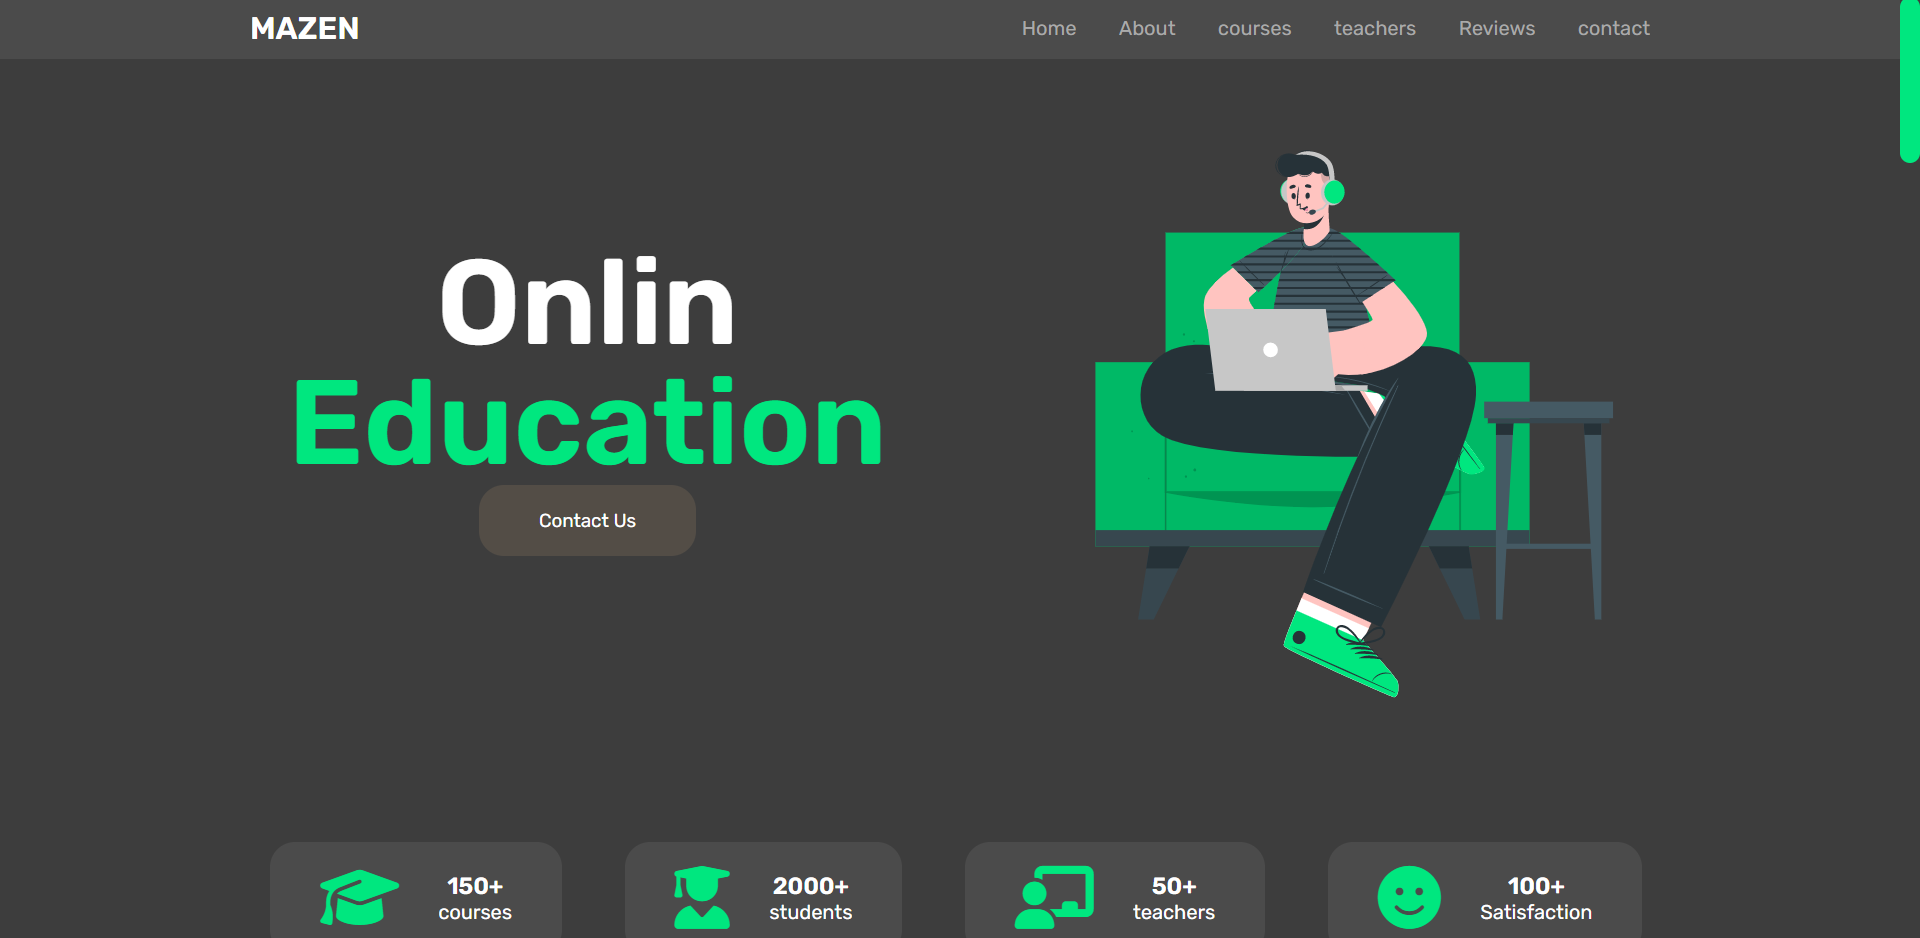 MAZEN
Home About courses teachers Reviews contact
Onlin
Education
Contact Us
150+
courses
2000+
students
50+
teachers
100+
Satisfaction